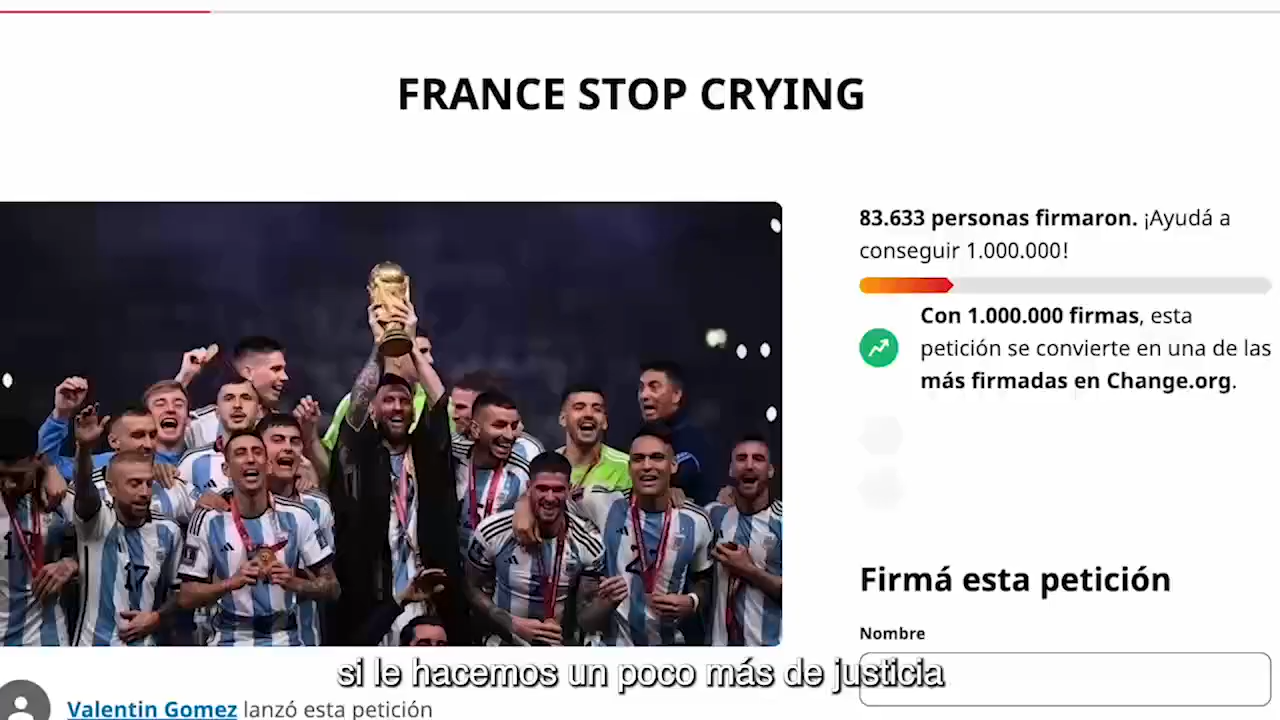 FRANCE STOP CRYING
83.633 personas firmaron. ¡Ayudá a
conseguir 1.000.000!
Con 1.000.000 firmas, esta
petición se convierte en una de las
más firmadas en Change.org.
17
Firmá esta petición
Nombre
si le hacemos un poco más de justicia
Valentin Gomez lanzó esta petición